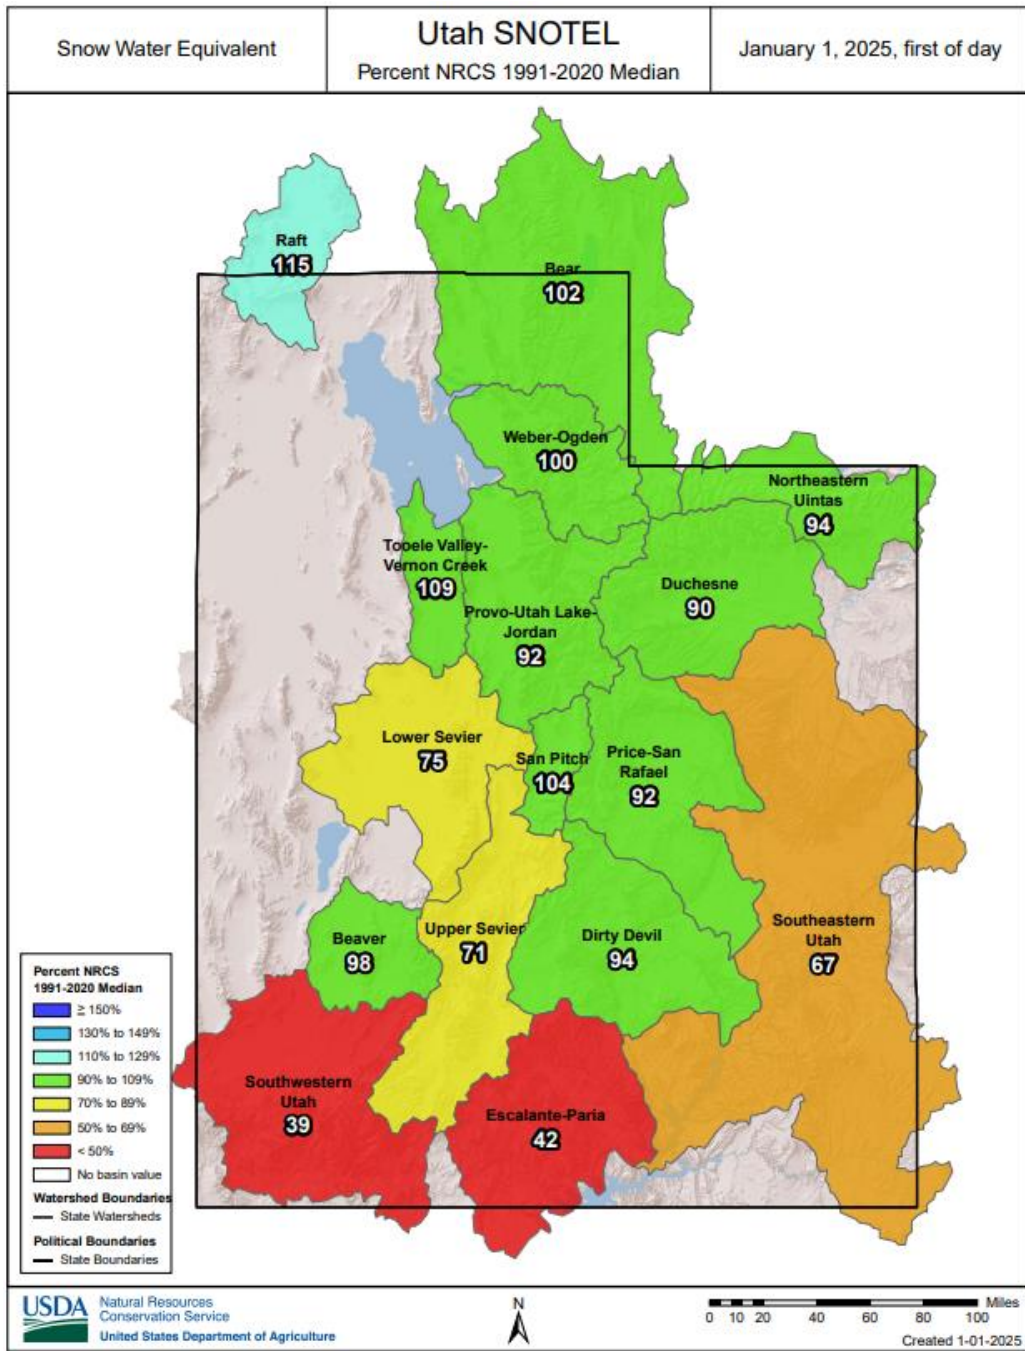 Snow Water Equivalent
Utah SNOTEL
Percent NRCS 1991-2020 Median
January 1, 2025, first of day
Raft
115
Bear
102
Weber-Ogden
100
Northeastern
Uintas
94
Tooele Valley-
Vernon Creek
109
Duchesne
90
Provo-Utah Lake-
Jordan
92
Lower Sevier
75
San Pitch
104
Price-San
Rafael
92
Beaver
98
Upper Sevier
71
Dirty Devil
94
Southeastern
Utah
67
Southwestern
Utah
39
Escalante-Paria
42
Percent NRCS
1991-2020 Median
≥ 150%
130% to 149%
110% to 129%
90% to 109%
70% to 89%
50% to 69%
< 50%
No basin value
Watershed Boundaries
State Watersheds
Political Boundaries
State Boundaries
USDA
Natural Resources
Conservation Service
United States Department of Agriculture
N
Miles
0 10 20 40 60 80 100
Created 1-01-2025